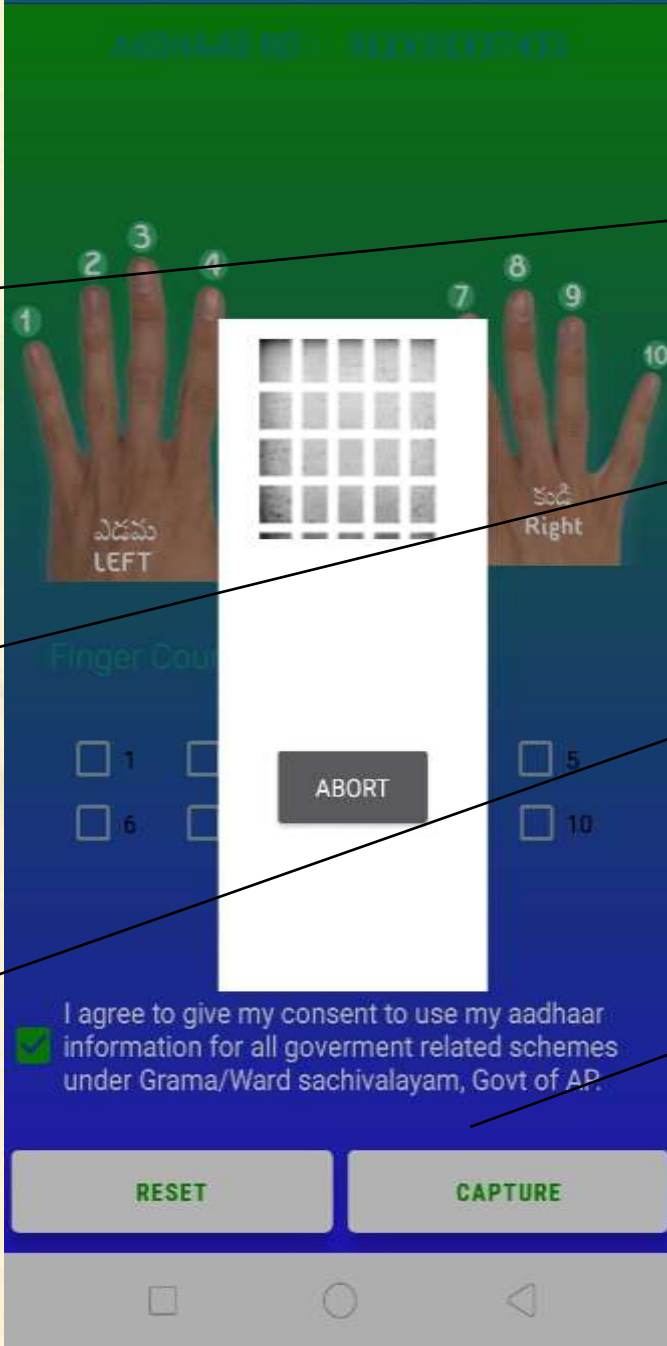 3
2
4
8
7
9
1
10
ఎడమ
LEFT
కుడి
Right
Finger Cou
1
5
ABORT
6
10
I agree to give my consent to use my aadhaar
information for all goverment related schemes
under Grama/Ward sachivalayam, Govt of AP.
RESET
CAPTURE